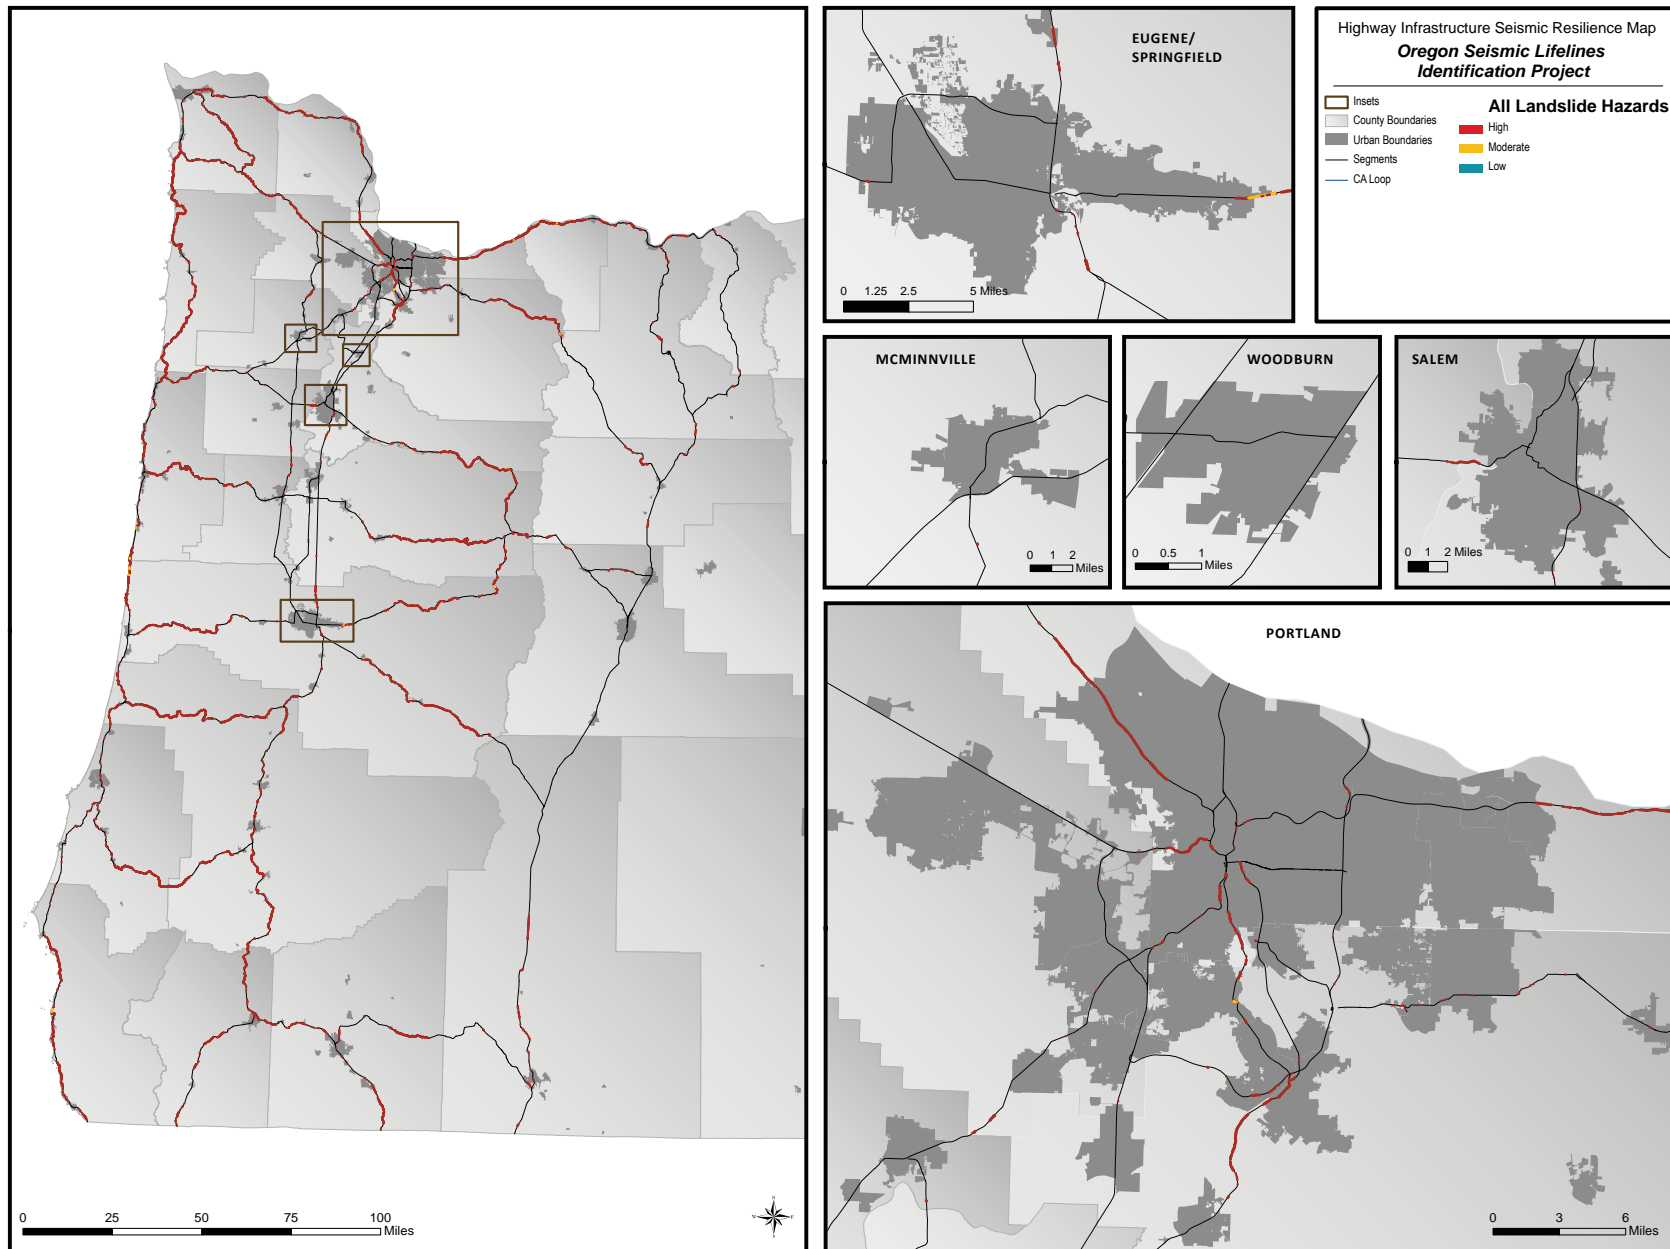 Highway Infrastructure Seismic Resilience Map
Oregon Seismic Lifelines
Identification Project
Insets
County Boundaries
Urban Boundaries
Segments
CA Loop
All Landslide Hazards
High
Moderate
Low
EUGENE/
SPRINGFIELD
0 1.25 2.5 5 Miles
MCMINNVILLE
0 1 2
Miles
WOODBURN
0 0.5 1
Miles
SALEM
0 1 2 Miles
PORTLAND
0 3 6
Miles
0 25 50 75 100
Miles
N
W E
S